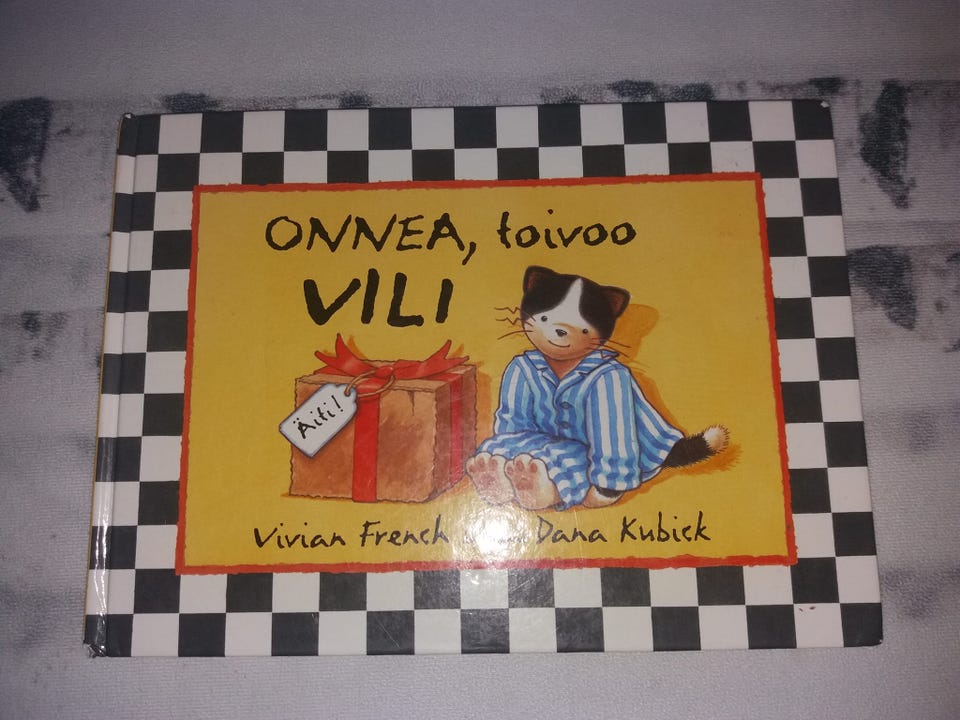 ONNEA, toivoo
VILI
Äiti!
Vivian French Dana Kubick